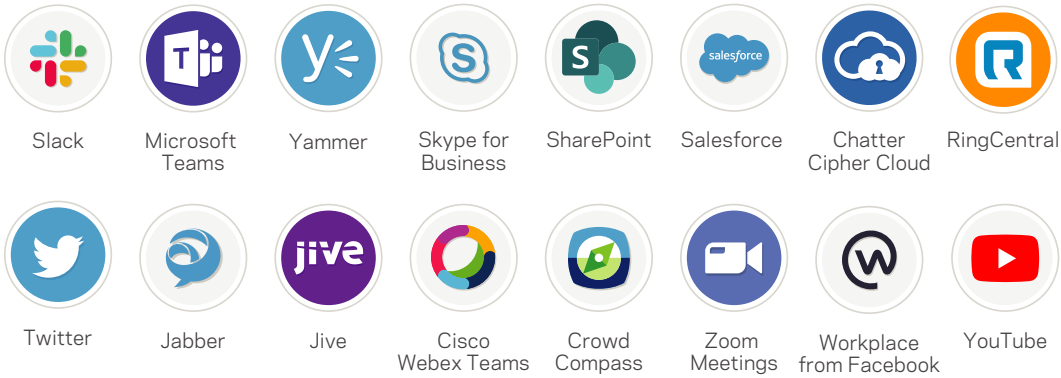 T
y
S
S
salesforce
Slack
Microsoft
Teams
Yammer
Skype for
Business
SharePoint
Salesforce
Chatter
Cipher Cloud
RingCentral
jive
Twitter
Jabber
Jive
Cisco
Webex Teams
Crowd
Compass
Zoom
Meetings
Workplace
from Facebook
YouTube